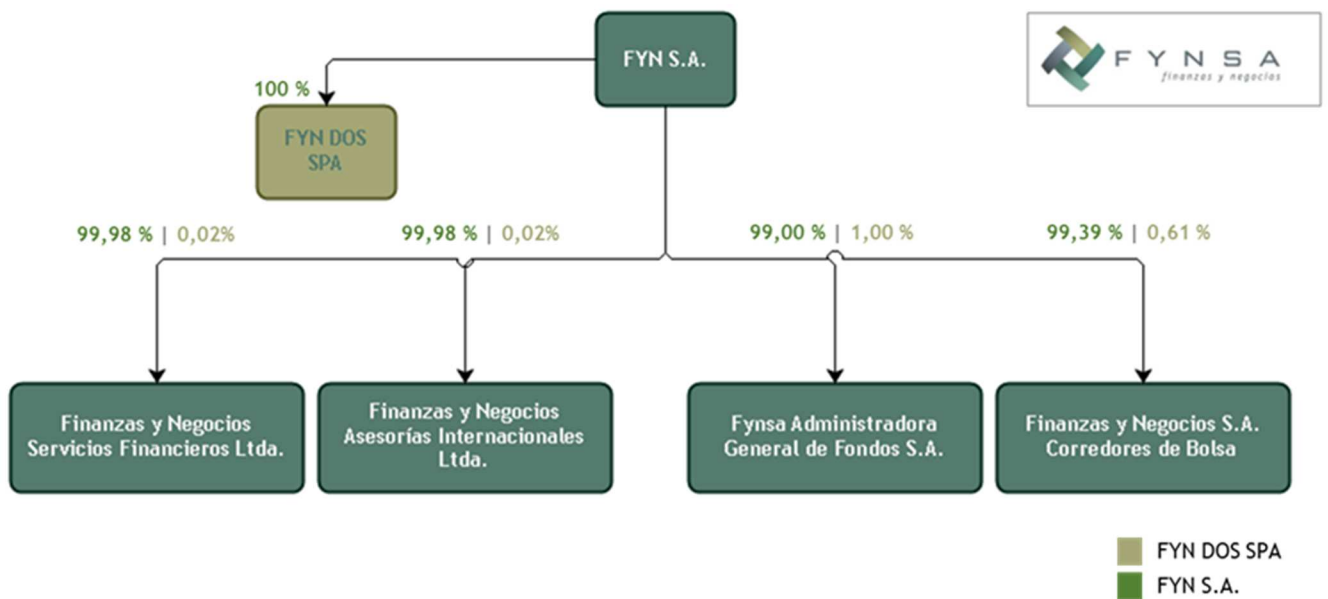 FYN S.A.
FYNSA
finanzas y negocios
100 %
FYN DOS
SPA
99,98 % | 0,02%
99,98 % | 0,02%
99,00 % | 1,00 %
99,39 % | 0,61 %
Finanzas y Negocios
Servicios Financieros Ltda.
Finanzas y Negocios
Asesorías Internacionales
Ltda.
Fynsa Administradora
General de Fondos S.A.
Finanzas y Negocios S.A.
Corredores de Bolsa
FYN DOS SPA
FYN S.A.